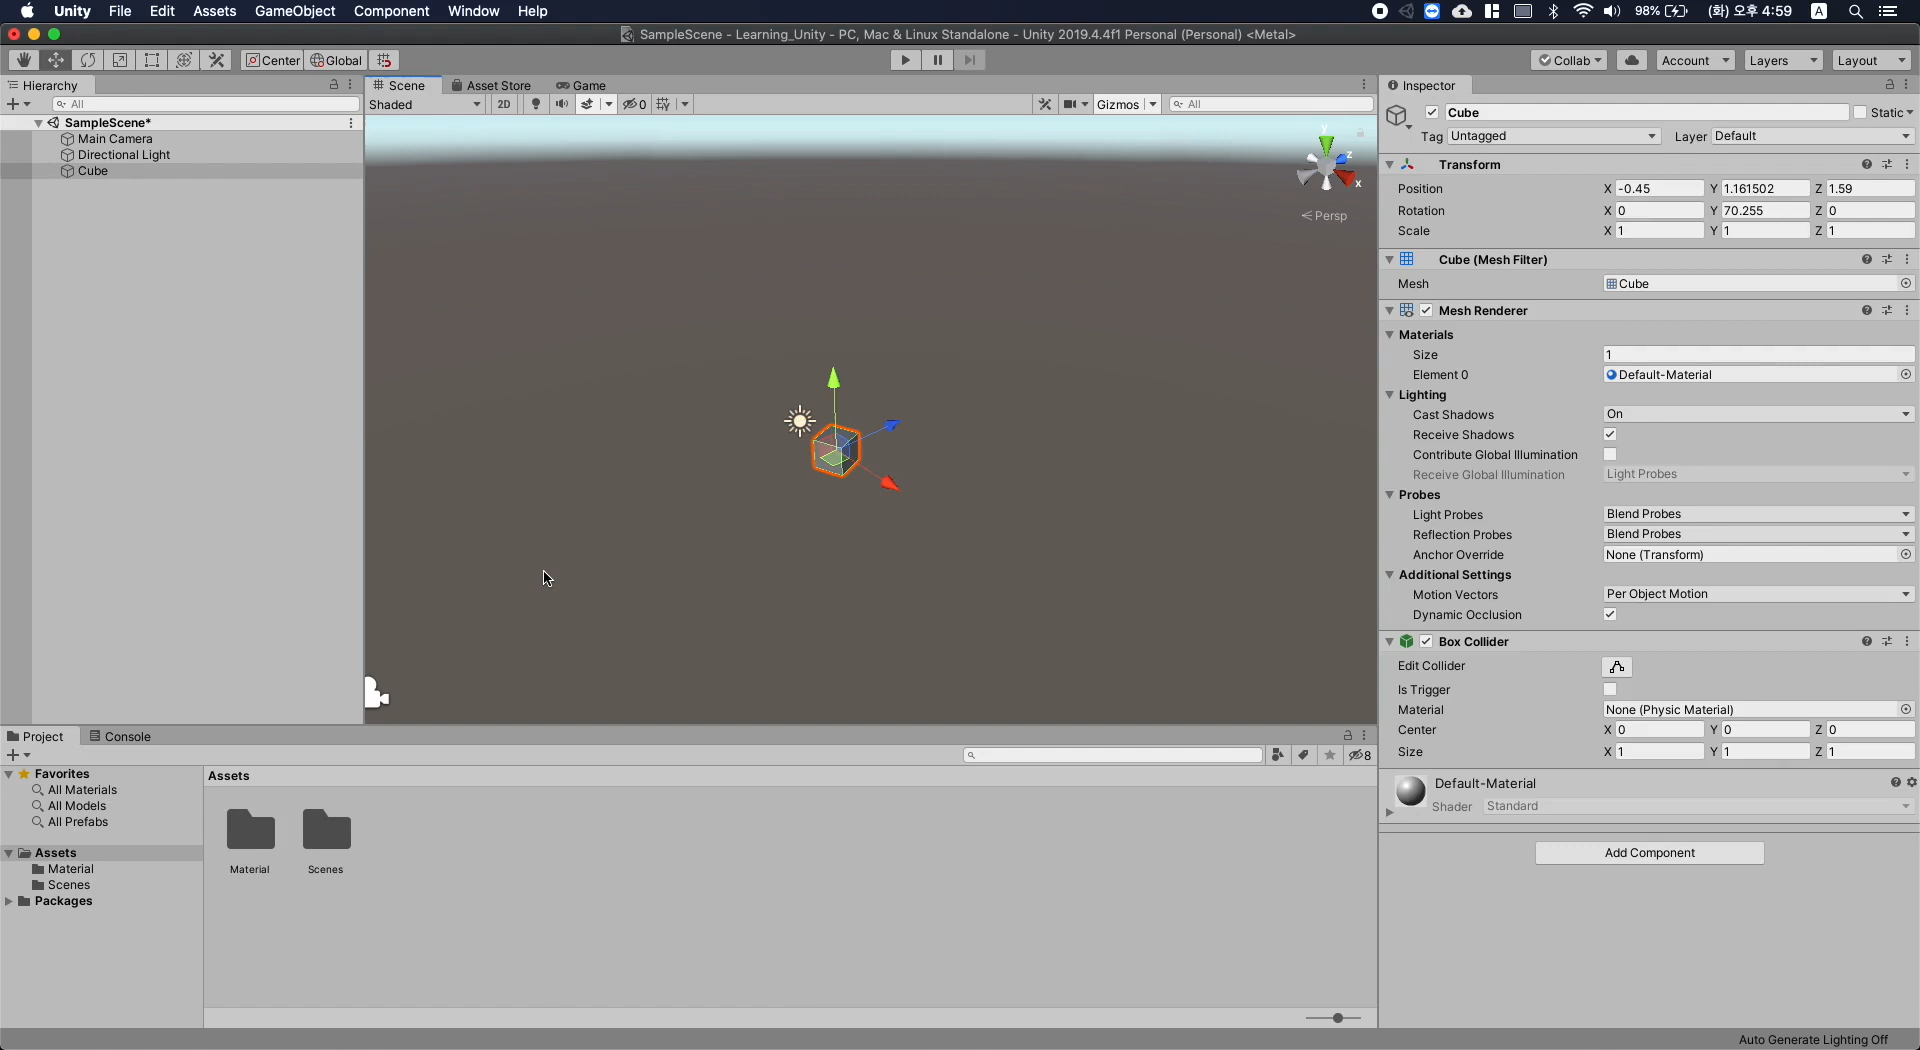 Unity File Edit Assets GameObject Component Window Help 98% (화) 오후 4:59 A
SampleScene - Learning_Unity - PC, Mac & Linux Standalone - Unity 2019.4.4f1 Personal (Personal) <Metal>
Center Global Collab Account Layers Layout
Hierarchy
All
SampleScene*
Main Camera
Directional Light
Cube
Scene Asset Store Game
Shaded 2D 0 Gizmos All
y
z
x
Persp
Inspector
Cube Static
Tag Untagged Layer Default
Transform
Position X -0.45 Y 1.161502 Z 1.59
Rotation X 0 Y 70.255 Z 0
Scale X 1 Y 1 Z 1
Cube (Mesh Filter)
Mesh Cube
Mesh Renderer
Materials
Size 1
Element 0 Default-Material
Lighting
Cast Shadows On
Receive Shadows
Contribute Global Illumination
Receive Global Illumination Light Probes
Probes
Light Probes Blend Probes
Reflection Probes Blend Probes
Anchor Override None (Transform)
Additional Settings
Motion Vectors Per Object Motion
Dynamic Occlusion
Box Collider
Edit Collider
Is Trigger
Material None (Physic Material)
Center X 0 Y 0 Z 0
Size X 1 Y 1 Z 1
Default-Material
Shader Standard
Add Component
Project Console
8
Favorites
All Materials
All Models
All Prefabs
Assets
Material
Scenes
Packages
Assets
Material Scenes
Auto Generate Lighting Off